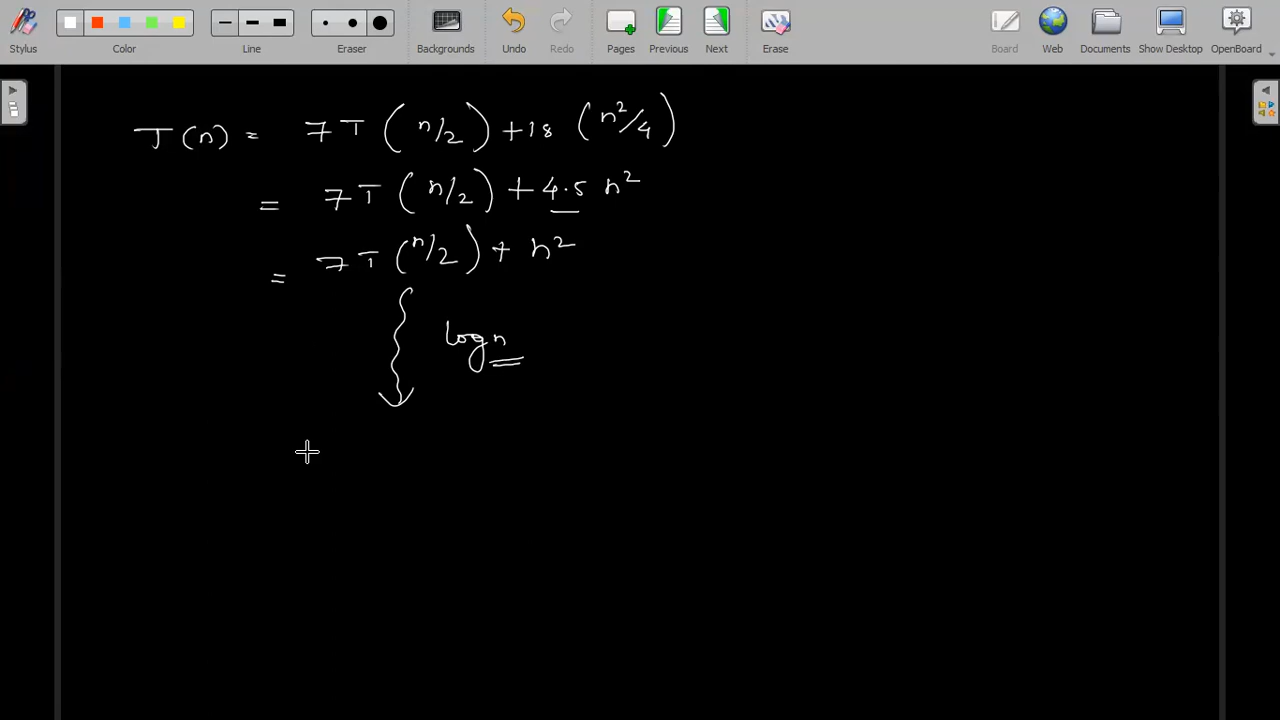 Stylus Color Line Eraser Backgrounds Undo Redo Pages Previous Next Erase Board Web Documents Show Desktop OpenBoard
T(n) = 7T(n/2) + 18 (n²/4)
= 7T(n/2) + 4.5 n²
= 7T(n/2) + n²
log n